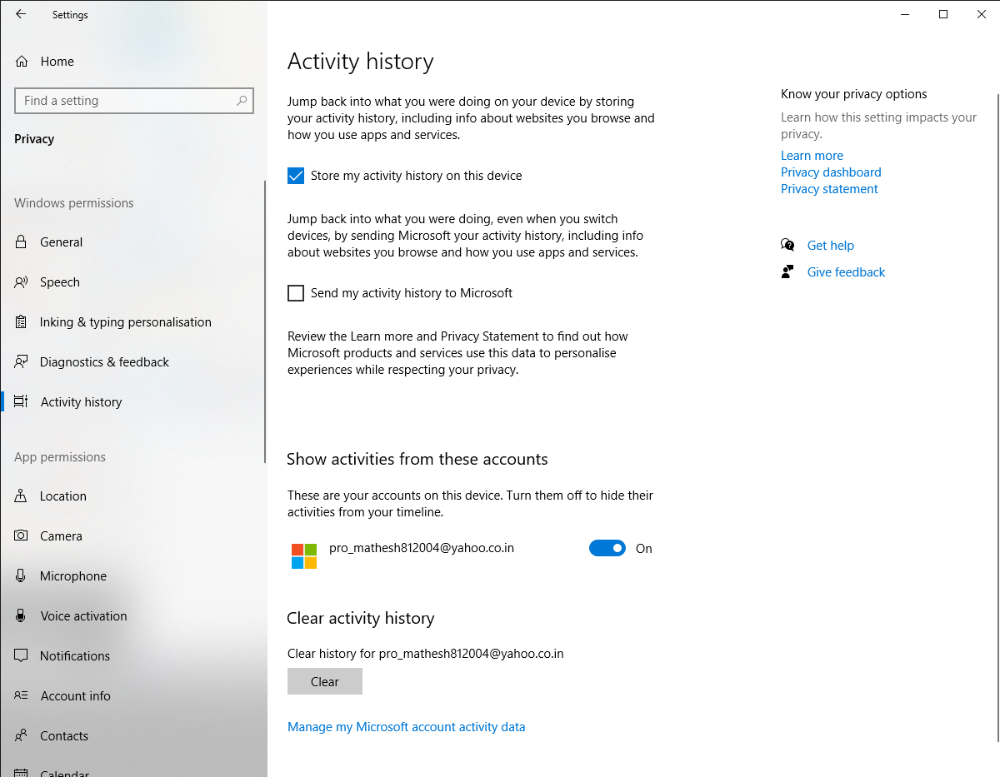 Settings
Home
Find a setting
Privacy
Windows permissions
General
Speech
Inking & typing personalisation
Diagnostics & feedback
Activity history
App permissions
Location
Camera
Microphone
Voice activation
Notifications
Account info
Contacts
Calendar
Activity history
Jump back into what you were doing on your device by storing
your activity history, including info about websites you browse and
how you use apps and services.
Store my activity history on this device
Jump back into what you were doing, even when you switch
devices, by sending Microsoft your activity history, including info
about websites you browse and how you use apps and services.
Send my activity history to Microsoft
Review the Learn more and Privacy Statement to find out how
Microsoft products and services use this data to personalise
experiences while respecting your privacy.
Show activities from these accounts
These are your accounts on this device. Turn them off to hide their
activities from your timeline.
pro_mathesh812004@yahoo.co.in
On
Clear activity history
Clear history for pro_mathesh812004@yahoo.co.in
Clear
Manage my Microsoft account activity data
Know your privacy options
Learn how this setting impacts your
privacy.
Learn more
Privacy dashboard
Privacy statement
Get help
Give feedback